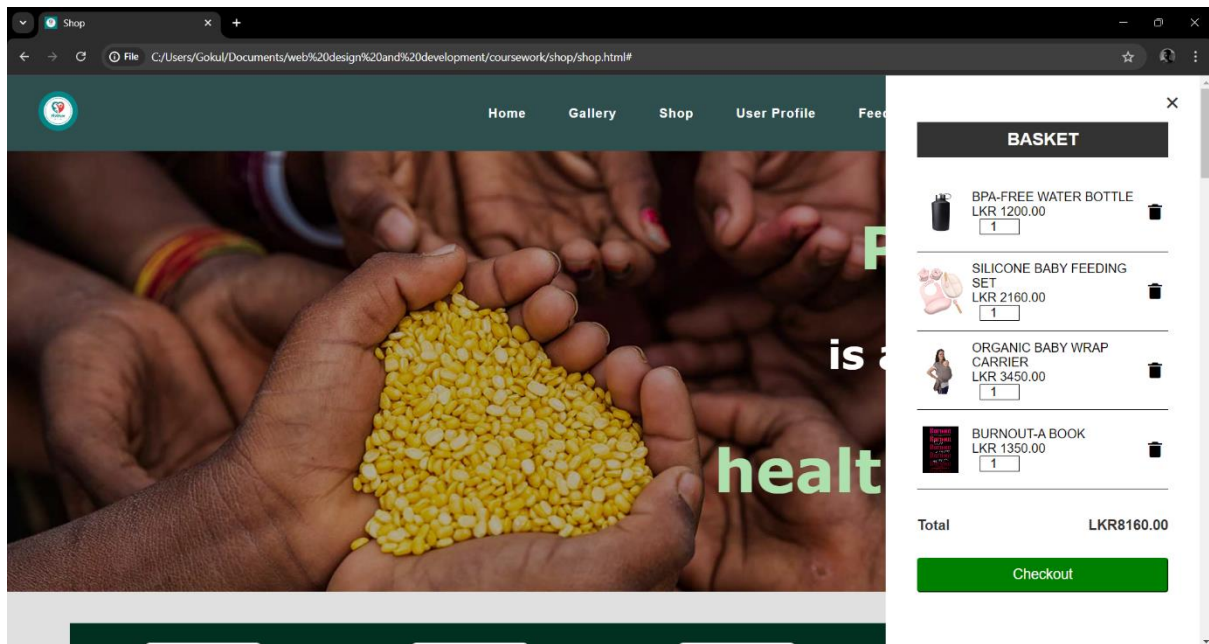 Shop
File C:/Users/Gokul/Documents/web%20design%20and%20development/coursework/shop/shop.html#
Home Gallery Shop User Profile
is
BASKET
BPA-FREE WATER BOTTLE
LKR 1200.00
1
SILICONE BABY FEEDING
SET
LKR 2160.00
1
ORGANIC BABY WRAP
CARRIER
LKR 3450.00
1
BURNOUT-A BOOK
LKR 1350.00
1
Total LKR8160.00
Checkout